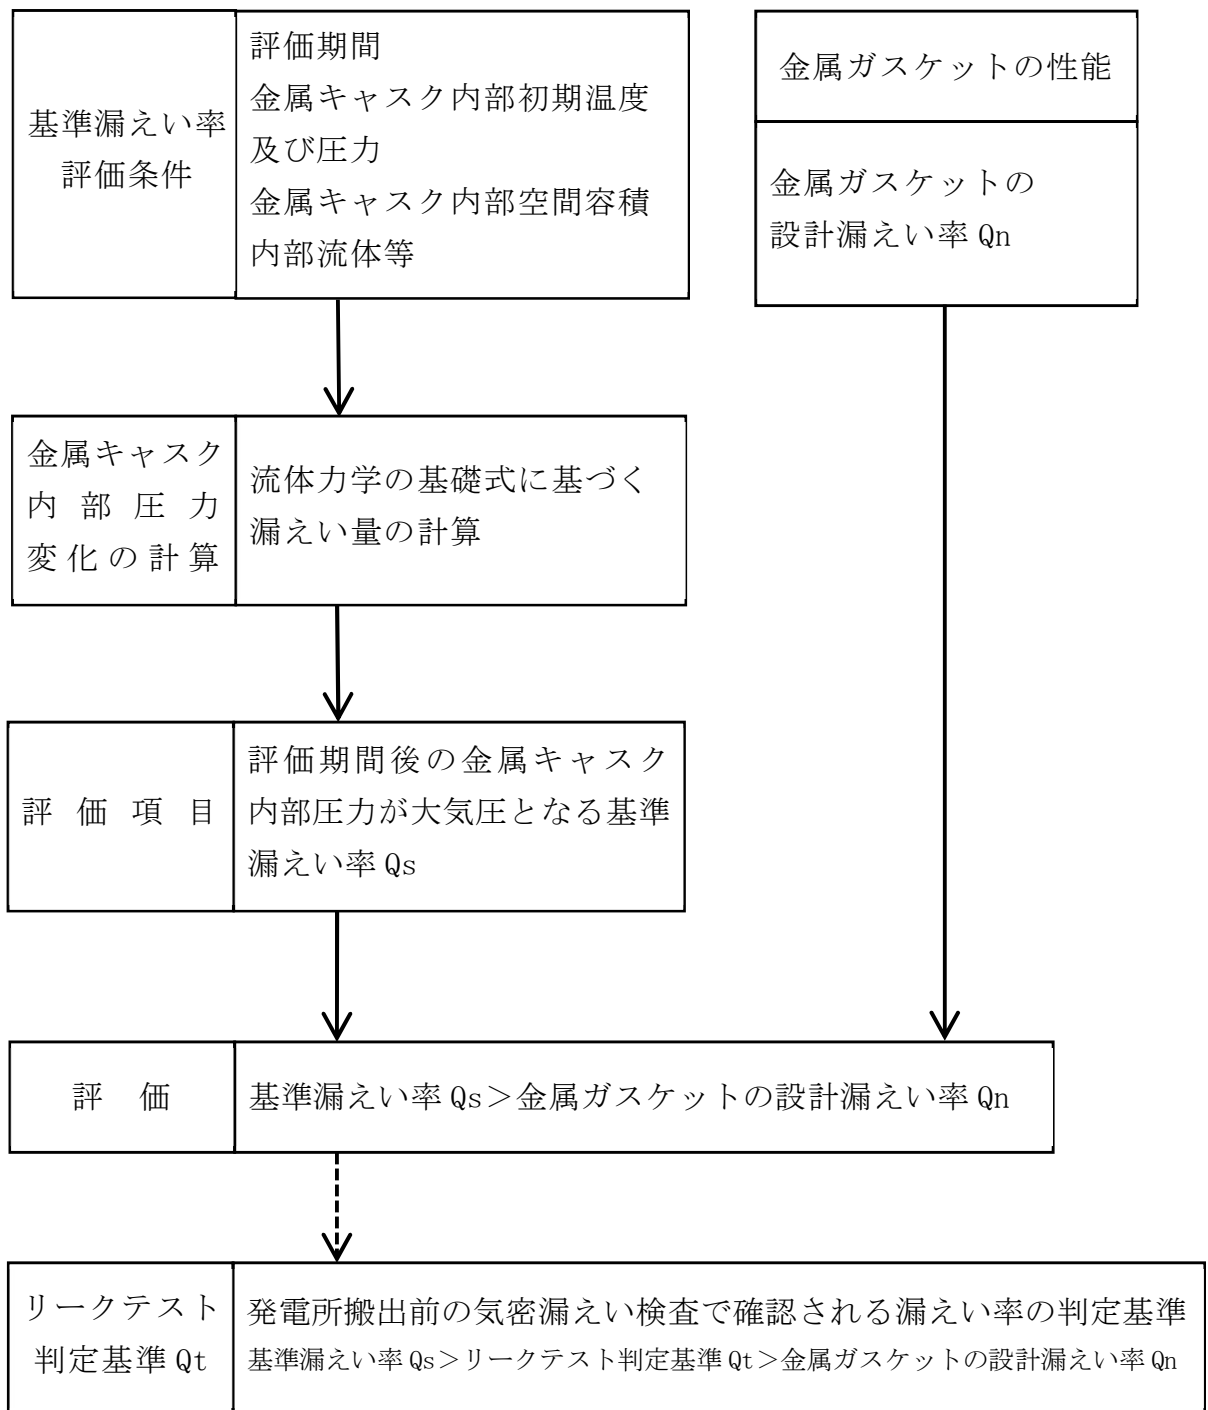 基準漏えい率
評価条件
評価期間
金属キャスク内部初期温度
及び圧力
金属キャスク内部空間容積
内部流体等
金属ガスケットの性能
金属ガスケットの
設計漏えい率 Qn
金属キャスク
内部圧力
変化の計算
流体力学の基礎式に基づく
漏えい量の計算
評価項目
評価期間後の金属キャスク
内部圧力が大気圧となる基準
漏えい率 Qs
評価
基準漏えい率 Qs＞金属ガスケットの設計漏えい率 Qn
リークテスト
判定基準 Qt
発電所搬出前の気密漏えい検査で確認される漏えい率の判定基準
基準漏えい率 Qs＞リークテスト判定基準 Qt＞金属ガスケットの設計漏えい率 Qn